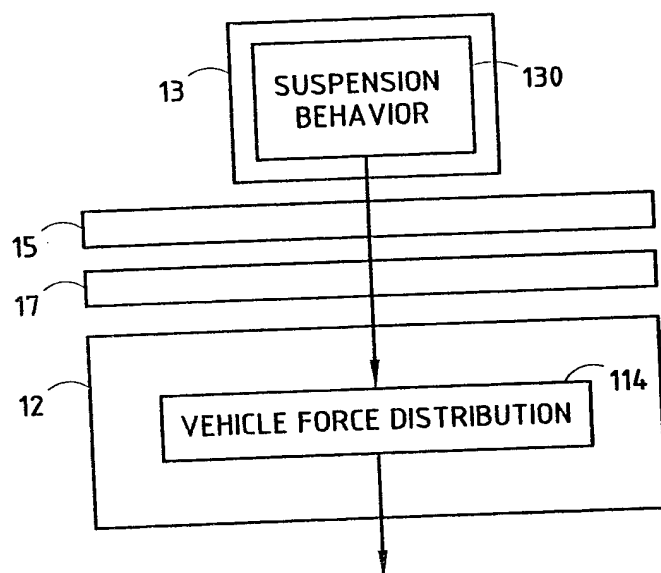 13
SUSPENSION
BEHAVIOR
130
15
17
12
114
VEHICLE FORCE DISTRIBUTION